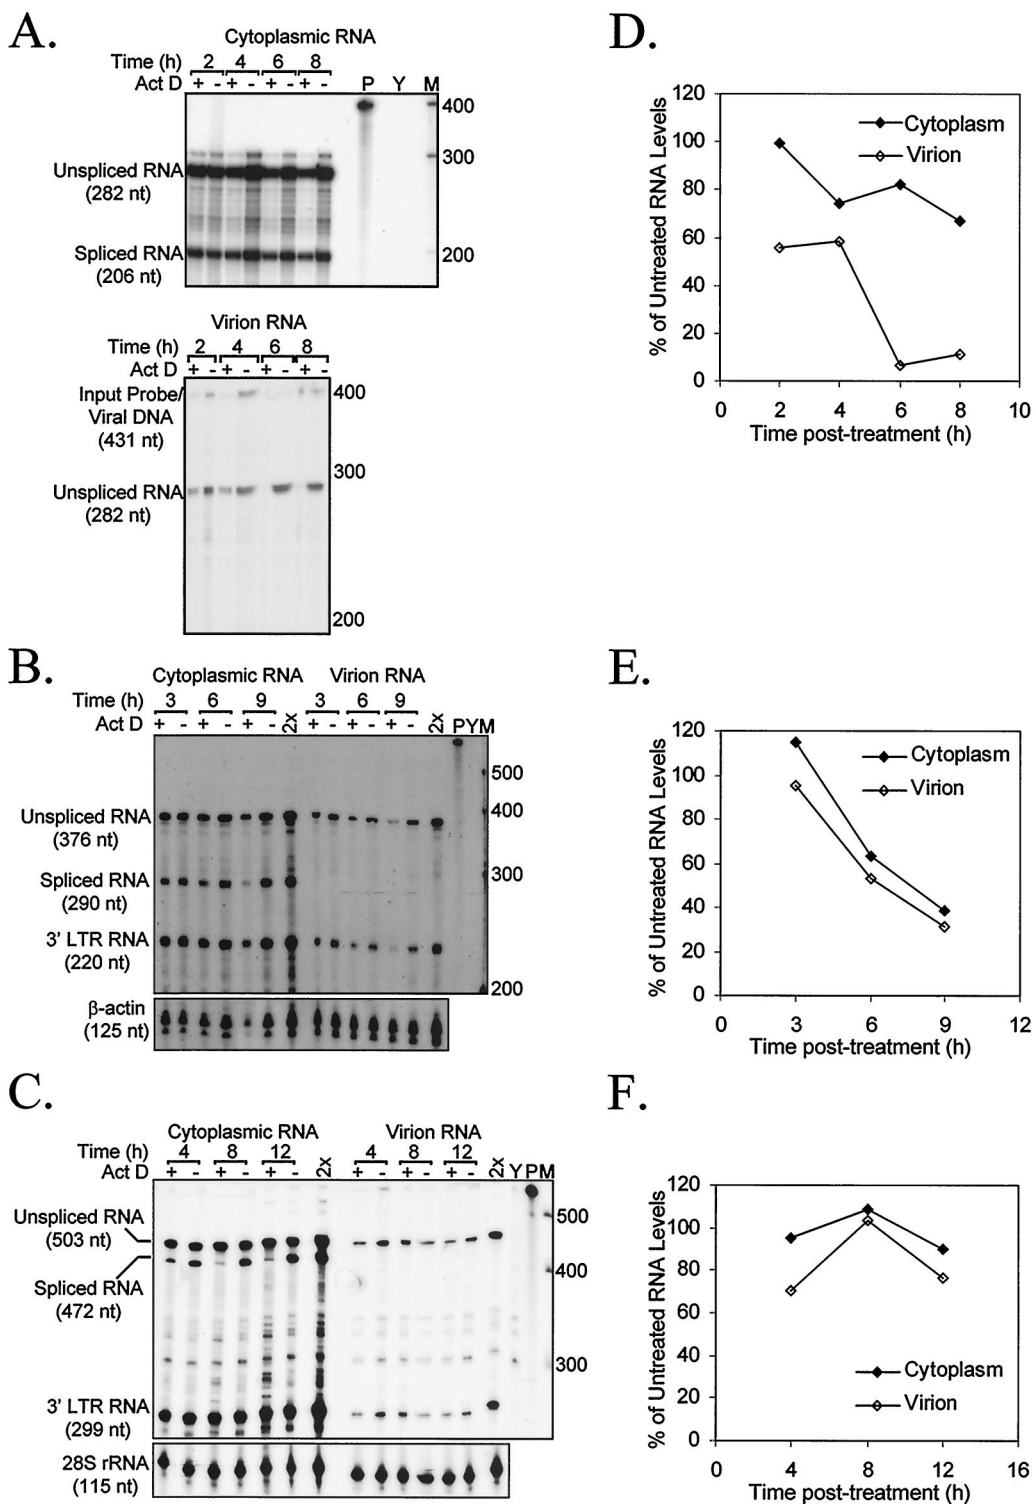 A.
Cytoplasmic RNA
Time (h) 2 4 6 8
Act D + - + - + - + - P Y M
400
300
Unspliced RNA
(282 nt)
Spliced RNA
(206 nt)
200
Virion RNA
Time (h) 2 4 6 8
Act D + - + - + - + -
Input Probe/
Viral DNA
(431 nt)
400
300
Unspliced RNA
(282 nt)
200
D.
120
100
80
60
40
20
0
% of Untreated RNA Levels
Cytoplasm
Virion
0 2 4 6 8 10
Time post-treatment (h)
B.
Cytoplasmic RNA Virion RNA
Time (h) 3 6 9 3 6 9
Act D + - + - + - 2x + - + - + - 2x P Y M
500
400
Unspliced RNA
(376 nt)
300
Spliced RNA
(290 nt)
3' LTR RNA
(220 nt)
200
β-actin
(125 nt)
E.
120
100
80
60
40
20
0
% of Untreated RNA Levels
Cytoplasm
Virion
0 3 6 9 12
Time post-treatment (h)
C.
Cytoplasmic RNA Virion RNA
Time (h) 4 8 12 4 8 12
Act D + - + - + - 2x + - + - + - 2x Y P M
Unspliced RNA
(503 nt)
500
Spliced RNA
(472 nt)
400
300
3' LTR RNA
(299 nt)
28S rRNA
(115 nt)
F.
120
100
80
60
40
20
0
% of Untreated RNA Levels
Cytoplasm
Virion
0 4 8 12 16
Time post-treatment (h)